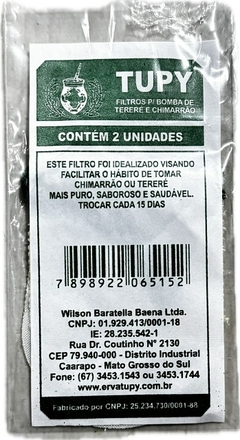 TUPY
FILTROS P/ BOMBA DE
TERERE E CHIMARRÃO
CONTÉM 2 UNIDADES
ESTE FILTRO FOI IDEALIZADO VISANDO
FACILITAR O HÁBITO DE TOMAR
CHIMARRÃO OU TERERÉ
MAIS PURO, SABOROSO E SAUDÁVEL.
TROCAR CADA 15 DIAS
7 898922 065152
Wilson Baratella Baena Ltda.
CNPJ: 01.929.413/0001-18
IE: 28.235.542-1
Rua Dr. Coutinho N° 2130
CEP 79.940-000 - Distrito Industrial
Caarapo - Mato Grosso do Sul
Fone: (67) 3453.1543 ou 3453.1744
www.ervatupy.com.br
Fabricado por CNPJ: 25.234.730/0001-88